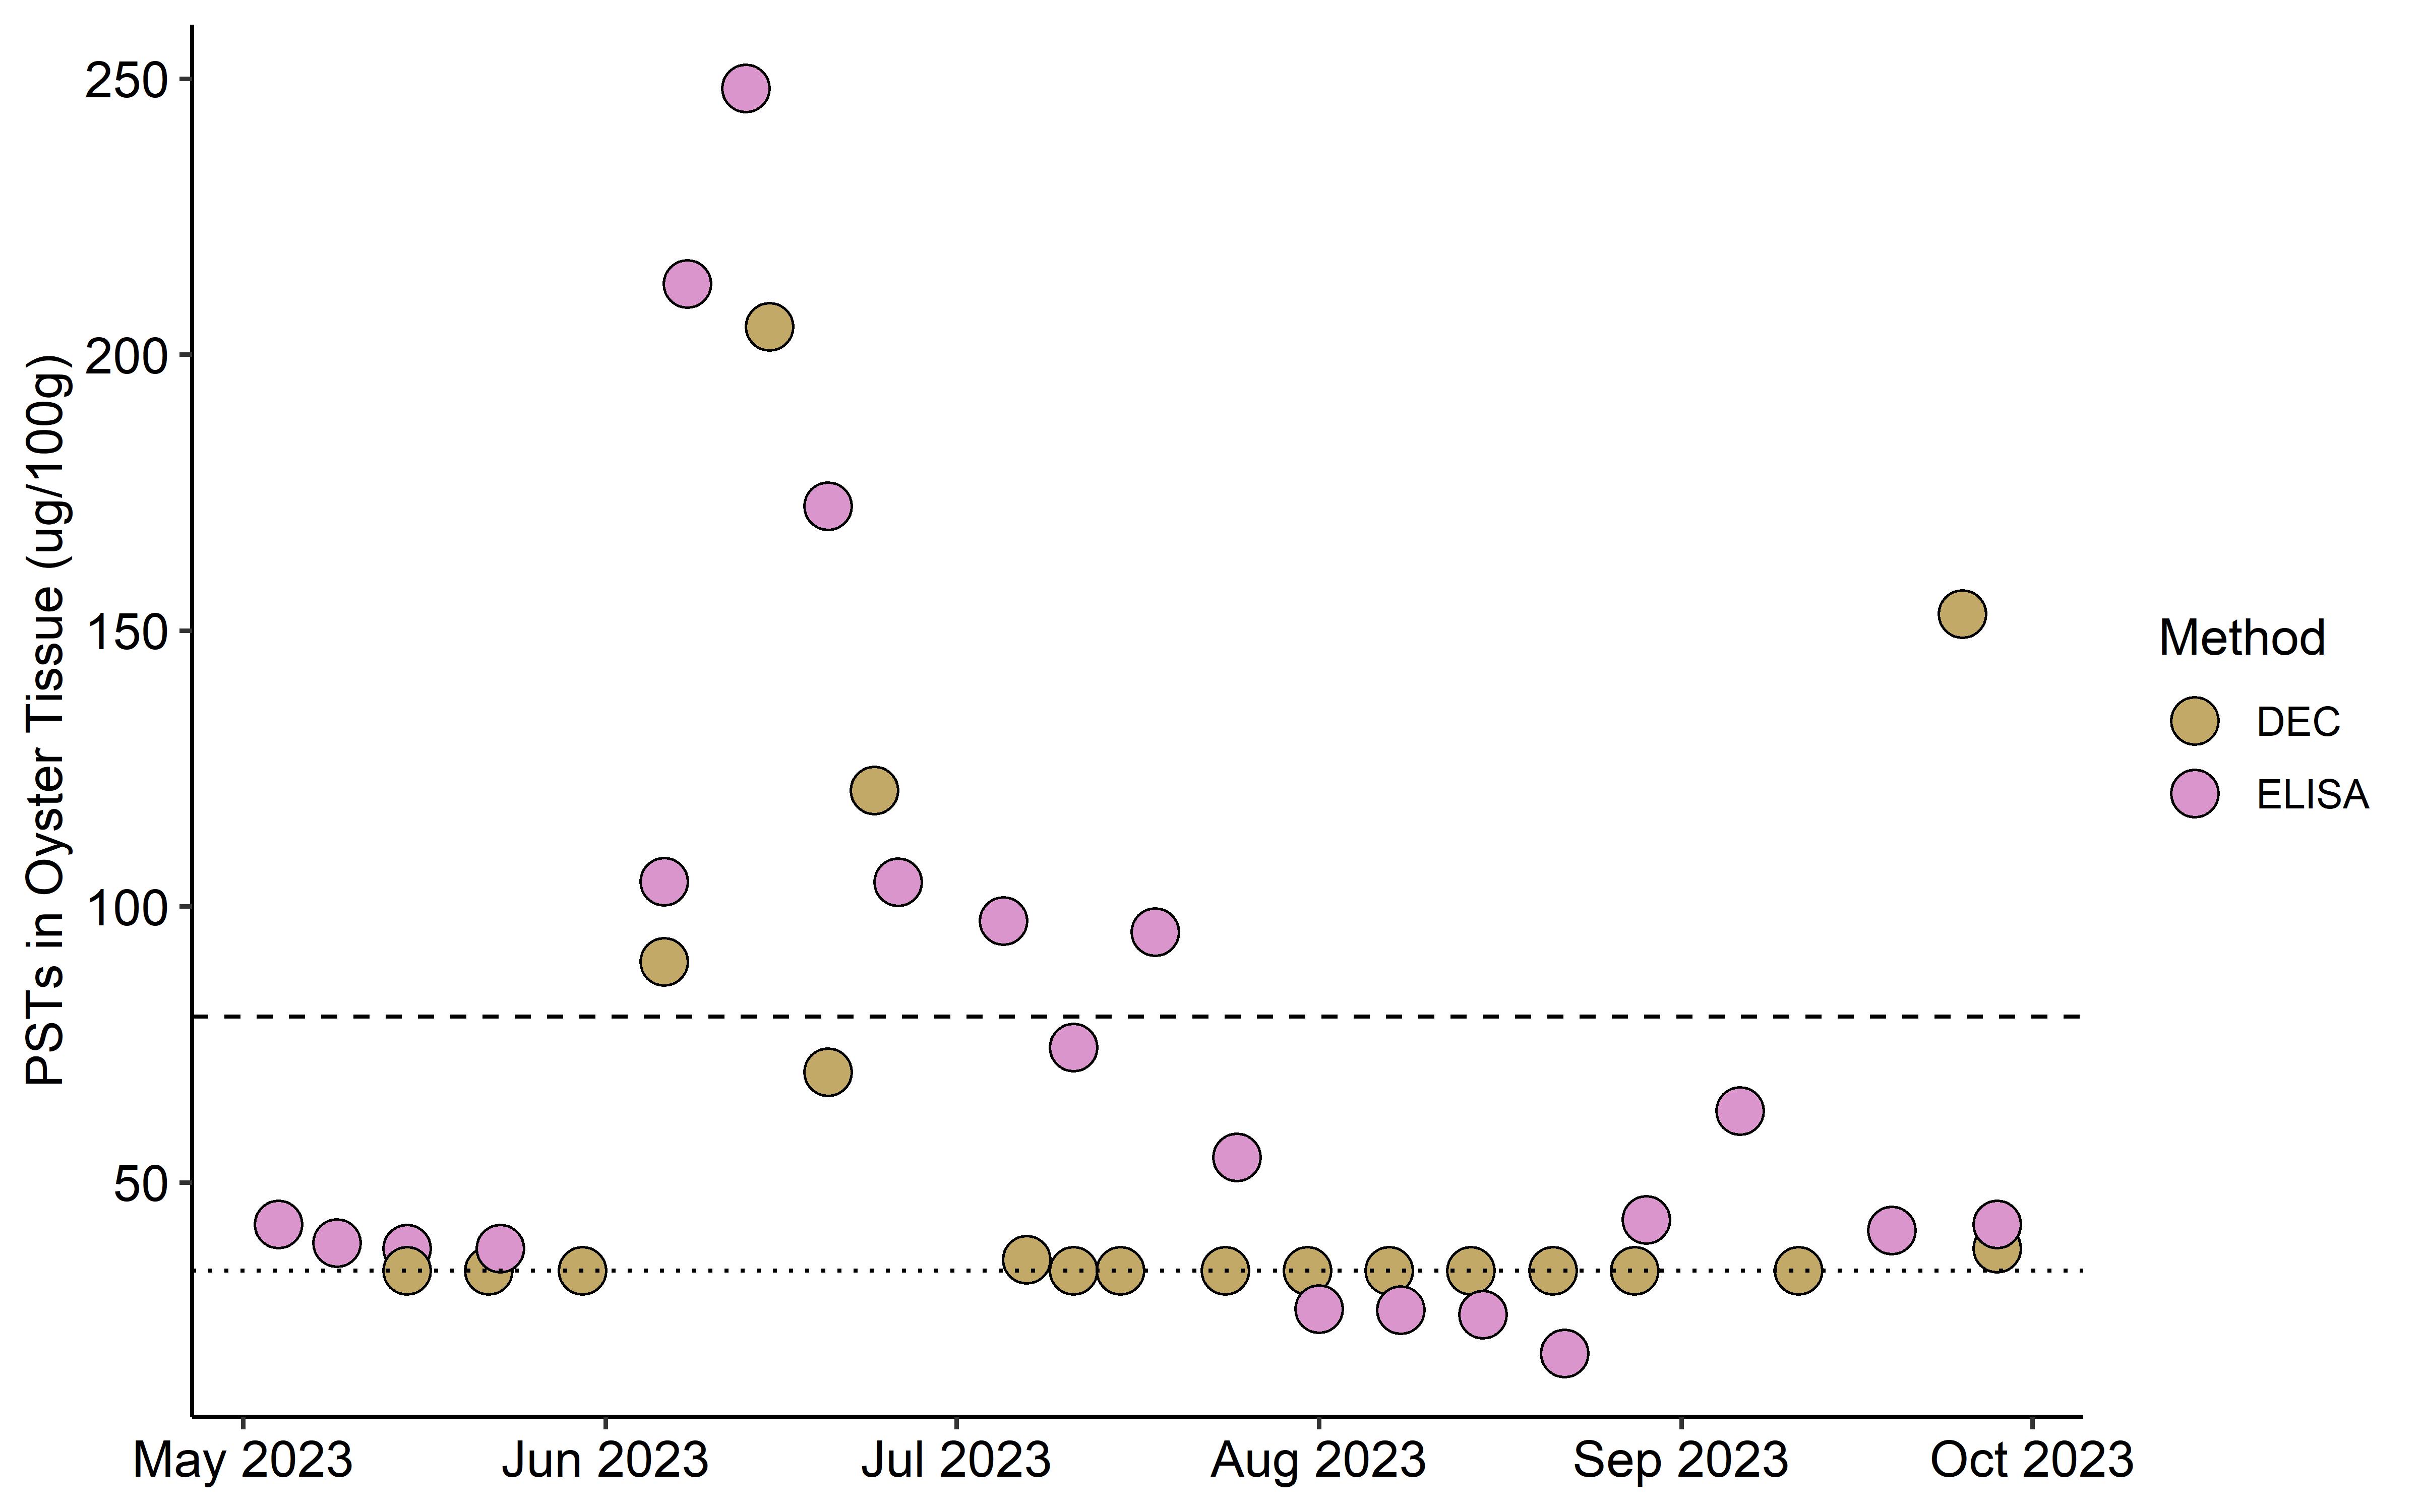 PSTs in Oyster Tissue (ug/100g)
250
200
150
100
50
May 2023
Jun 2023
Jul 2023
Aug 2023
Sep 2023
Oct 2023
Method
DEC
ELISA